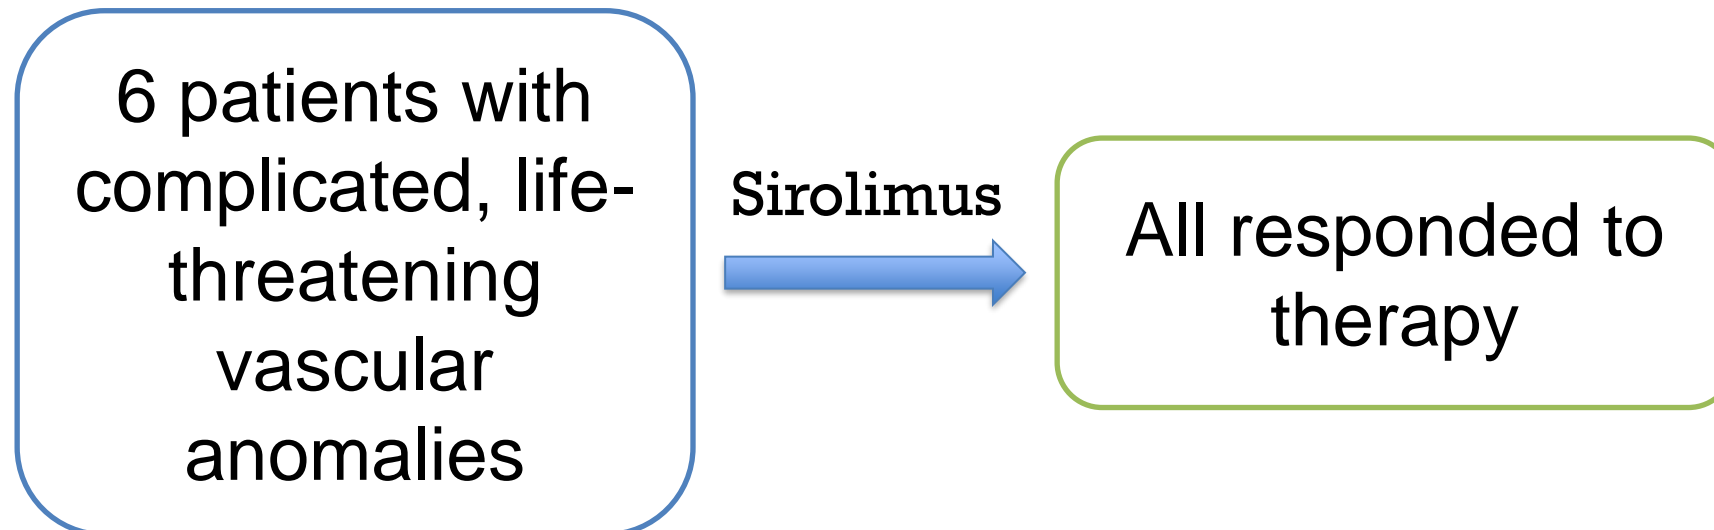 6 patients with
complicated, life-
threatening
vascular
anomalies
Sirolimus
All responded to
therapy